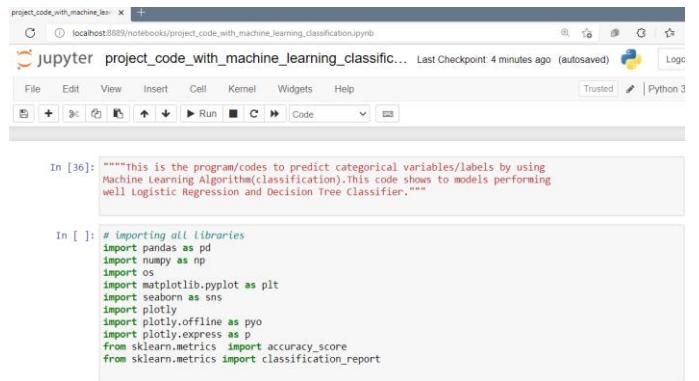 project_code_with_machine_lear
localhost:8889/notebooks/project_code_with_machine_learning_classification.ipynb
Jupyter project_code_with_machine_learning_classific... Last Checkpoint: 4 minutes ago (autosaved) Logo
File Edit View Insert Cell Kernel Widgets Help Trusted Python 3
Run Code
In [36]: """"This is the program/codes to predict categorical variables/labels by using
Machine Learning Algorithm(classification).This code shows to models performing
well Logistic Regression and Decision Tree Classifier."""
In [ ]: # importing all libraries
import pandas as pd
import numpy as np
import os
import matplotlib.pyplot as plt
import seaborn as sns
import plotly
import plotly.offline as pyo
import plotly.express as p
from sklearn.metrics import accuracy_score
from sklearn.metrics import classification_report